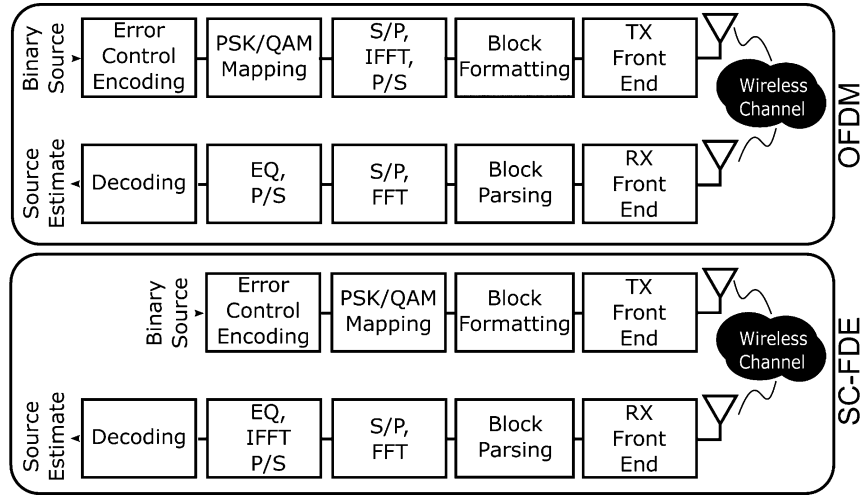 Binary
Source
Error
Control
Encoding
PSK/QAM
Mapping
S/P,
IFFT,
P/S
Block
Formatting
TX
Front
End
Wireless
Channel
OFDM
Source
Estimate
Decoding
EQ,
P/S
S/P,
FFT
Block
Parsing
RX
Front
End
Binary
Source
Error
Control
Encoding
PSK/QAM
Mapping
Block
Formatting
TX
Front
End
Wireless
Channel
SC-FDE
Source
Estimate
Decoding
EQ,
IFFT
P/S
S/P,
FFT
Block
Parsing
RX
Front
End